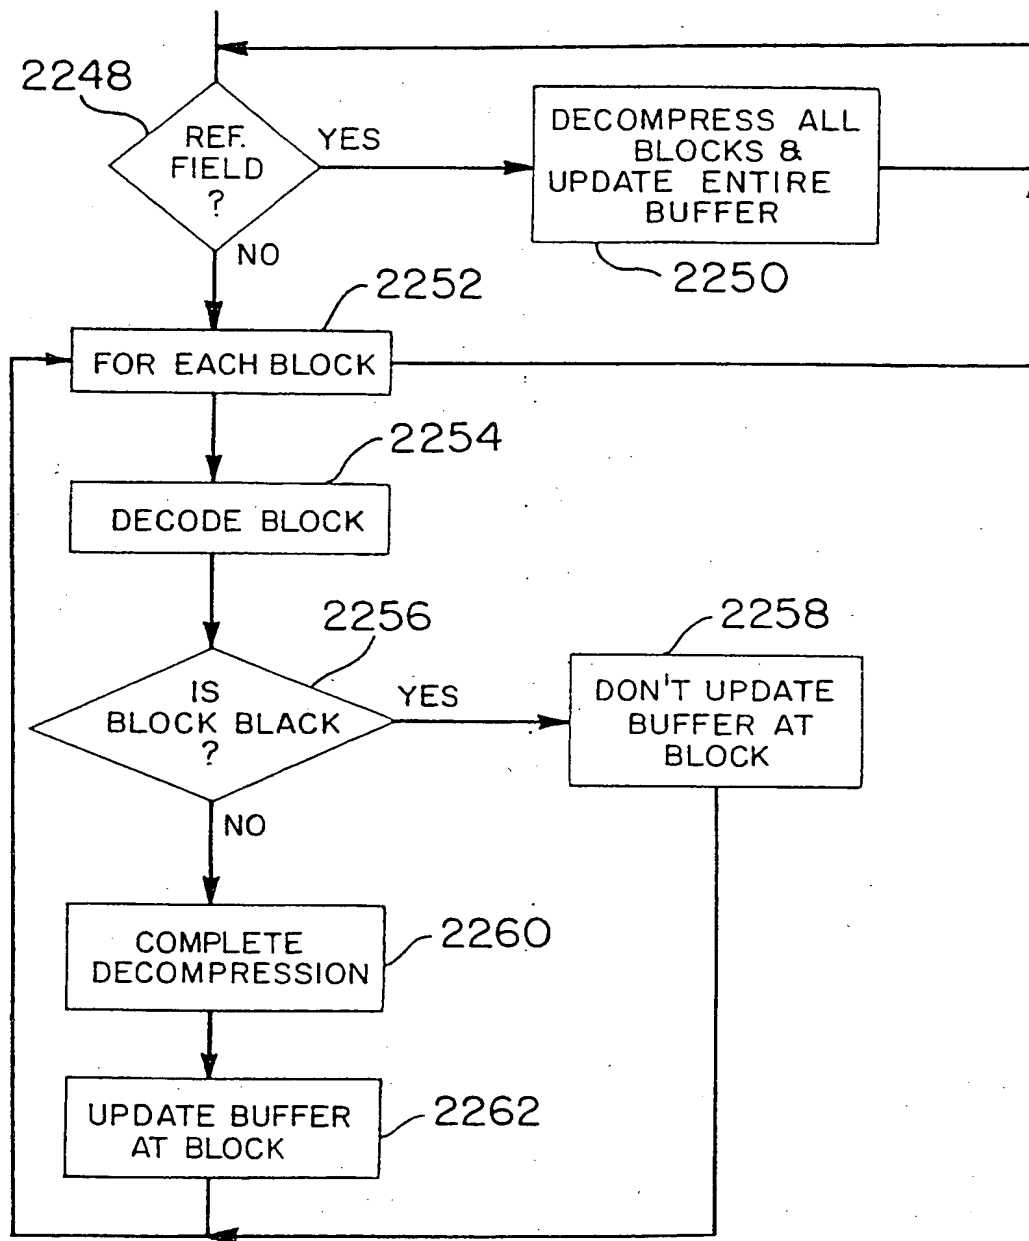 2248
REF.
FIELD
?
YES
NO
DECOMPRESS ALL
BLOCKS &
UPDATE ENTIRE
BUFFER
2250
2252
FOR EACH BLOCK
2254
DECODE BLOCK
2256
IS
BLOCK BLACK
?
YES
NO
2258
DON'T UPDATE
BUFFER AT
BLOCK
COMPLETE
DECOMPRESSION
2260
UPDATE BUFFER
AT BLOCK
2262